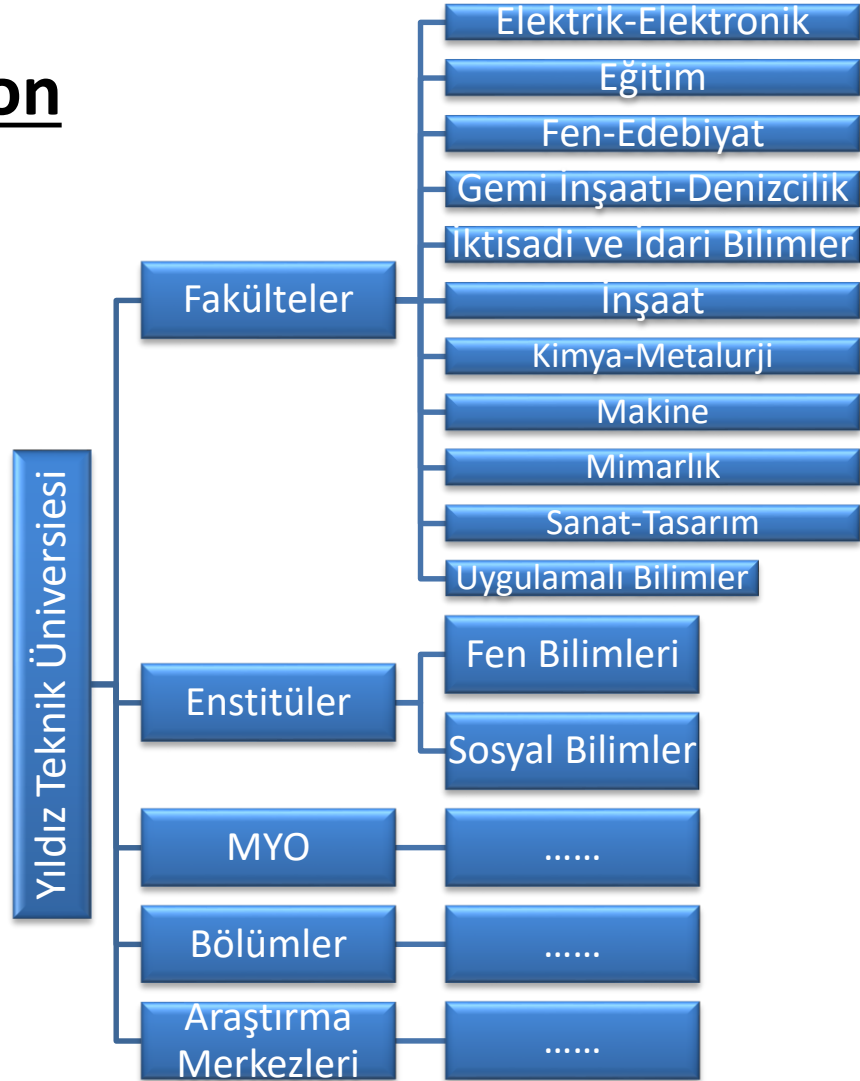 on
Yıldız Teknik Üniversiesi
Fakülteler
Elektrik-Elektronik
Eğitim
Fen-Edebiyat
Gemi İnşaatı-Denizcilik
İktisadi ve İdari Bilimler
İnşaat
Kimya-Metalurji
Makine
Mimarlık
Sanat-Tasarım
Uygulamalı Bilimler
Enstitüler
Fen Bilimleri
Sosyal Bilimler
MYO
......
Bölümler
......
Araştırma
Merkezleri
......